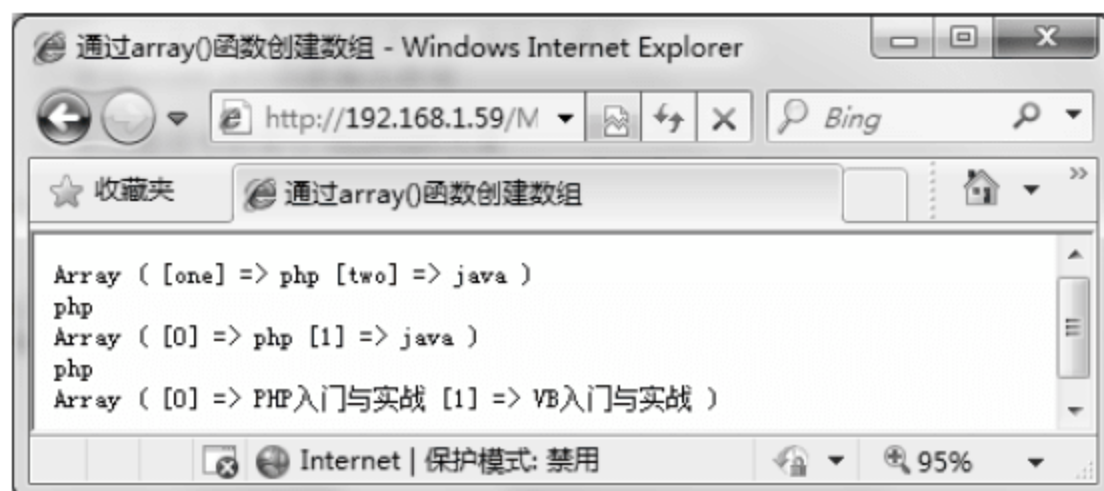 通过array()函数创建数组 - Windows Internet Explorer
http://192.168.1.59/M
Bing
收藏夹
通过array()函数创建数组
Array ( [one] => php [two] => java )
php
Array ( [0] => php [1] => java )
php
Array ( [0] => PHP入门与实战 [1] => VB入门与实战 )
Internet | 保护模式: 禁用
95%